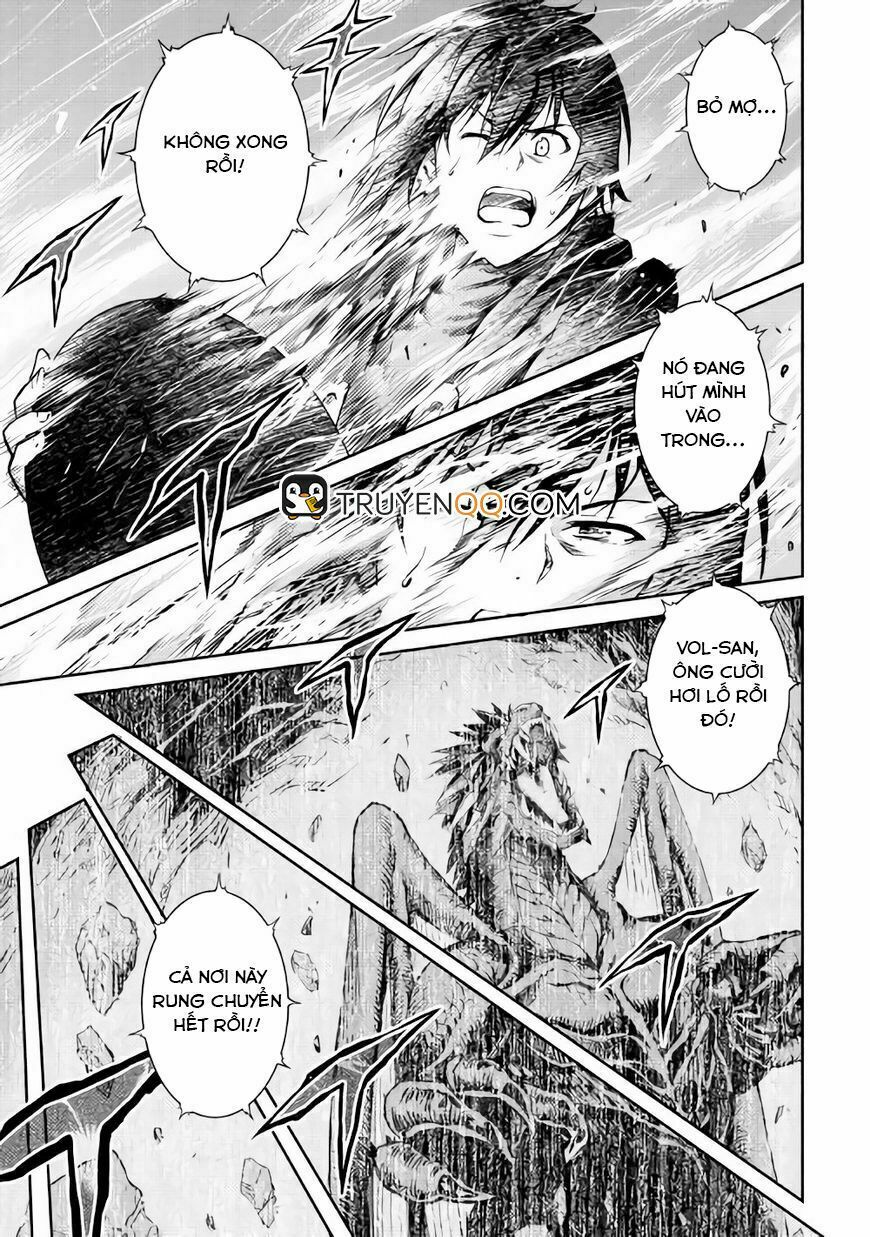 BỎ MỢ...
KHÔNG XONG
RỒI!
NÓ ĐANG
HÚT MÌNH
VÀO
TRONG...
TRUYENQQ.COM
VOL-SAN,
ÔNG CƯỜI
HƠI LỐ RỒI
ĐÓ!
CẢ NƠI NÀY
RUNG CHUYỂN
HẾT RỒI!!